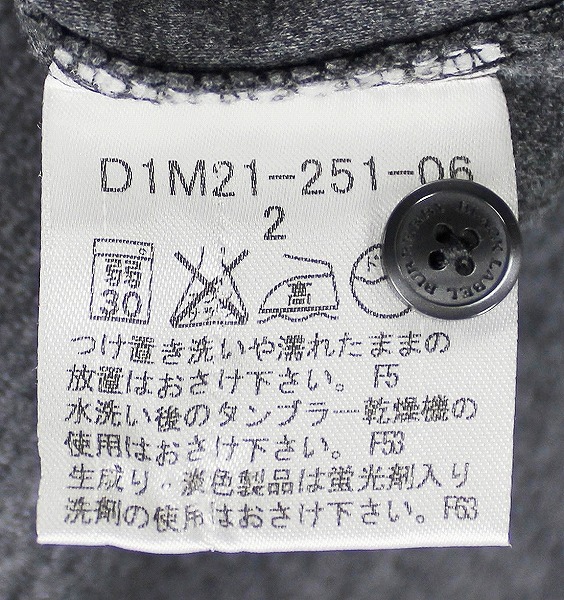 D1M21-251-06
2
弱
30
高
つけ置き洗いや濡れたままの
放置はおさけ下さい。 F5
水洗い後のタンブラー乾燥機の
使用はおさけ下さい。 F53
生成り・淡色製品は蛍光剤入り
洗剤の使用はおさけ下さい。 F63
BLACK LABEL BURBERRY